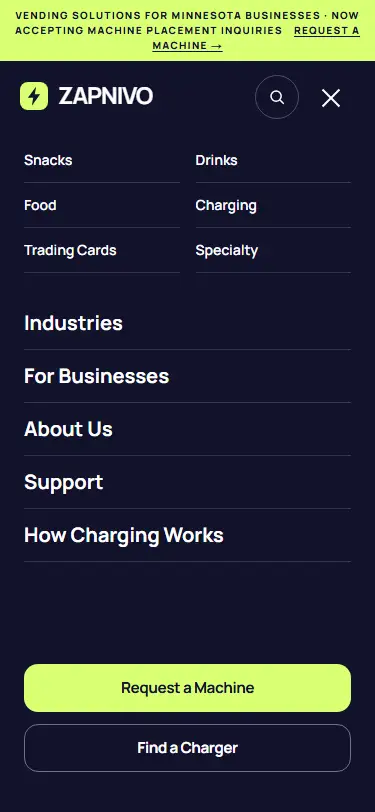 VENDING SOLUTIONS FOR MINNESOTA BUSINESSES · NOW
ACCEPTING MACHINE PLACEMENT INQUIRIES REQUEST A
MACHINE →
ZAPNIVO
Snacks
Drinks
Food
Charging
Trading Cards
Specialty
Industries
For Businesses
About Us
Support
How Charging Works
Request a Machine
Find a Charger